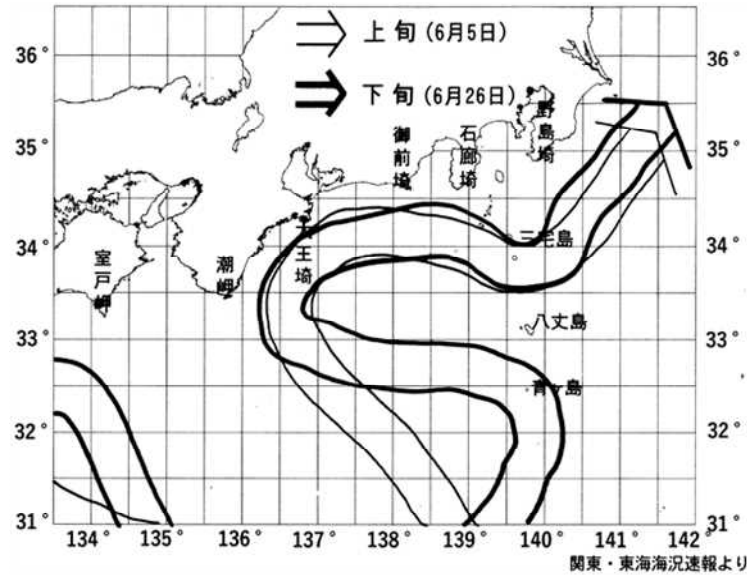 上旬(6月5日)
下旬(6月26日)
36°
36°
35°
35°
34°
34°
33°
33°
32°
32°
31°
31°
御前埼
石廊埼
野島埼
室戸岬
潮岬
大王埼
三宅島
八丈島
青ヶ島
134°
135°
136°
137°
138°
139°
140°
141°
142°
関東・東海海況速報より